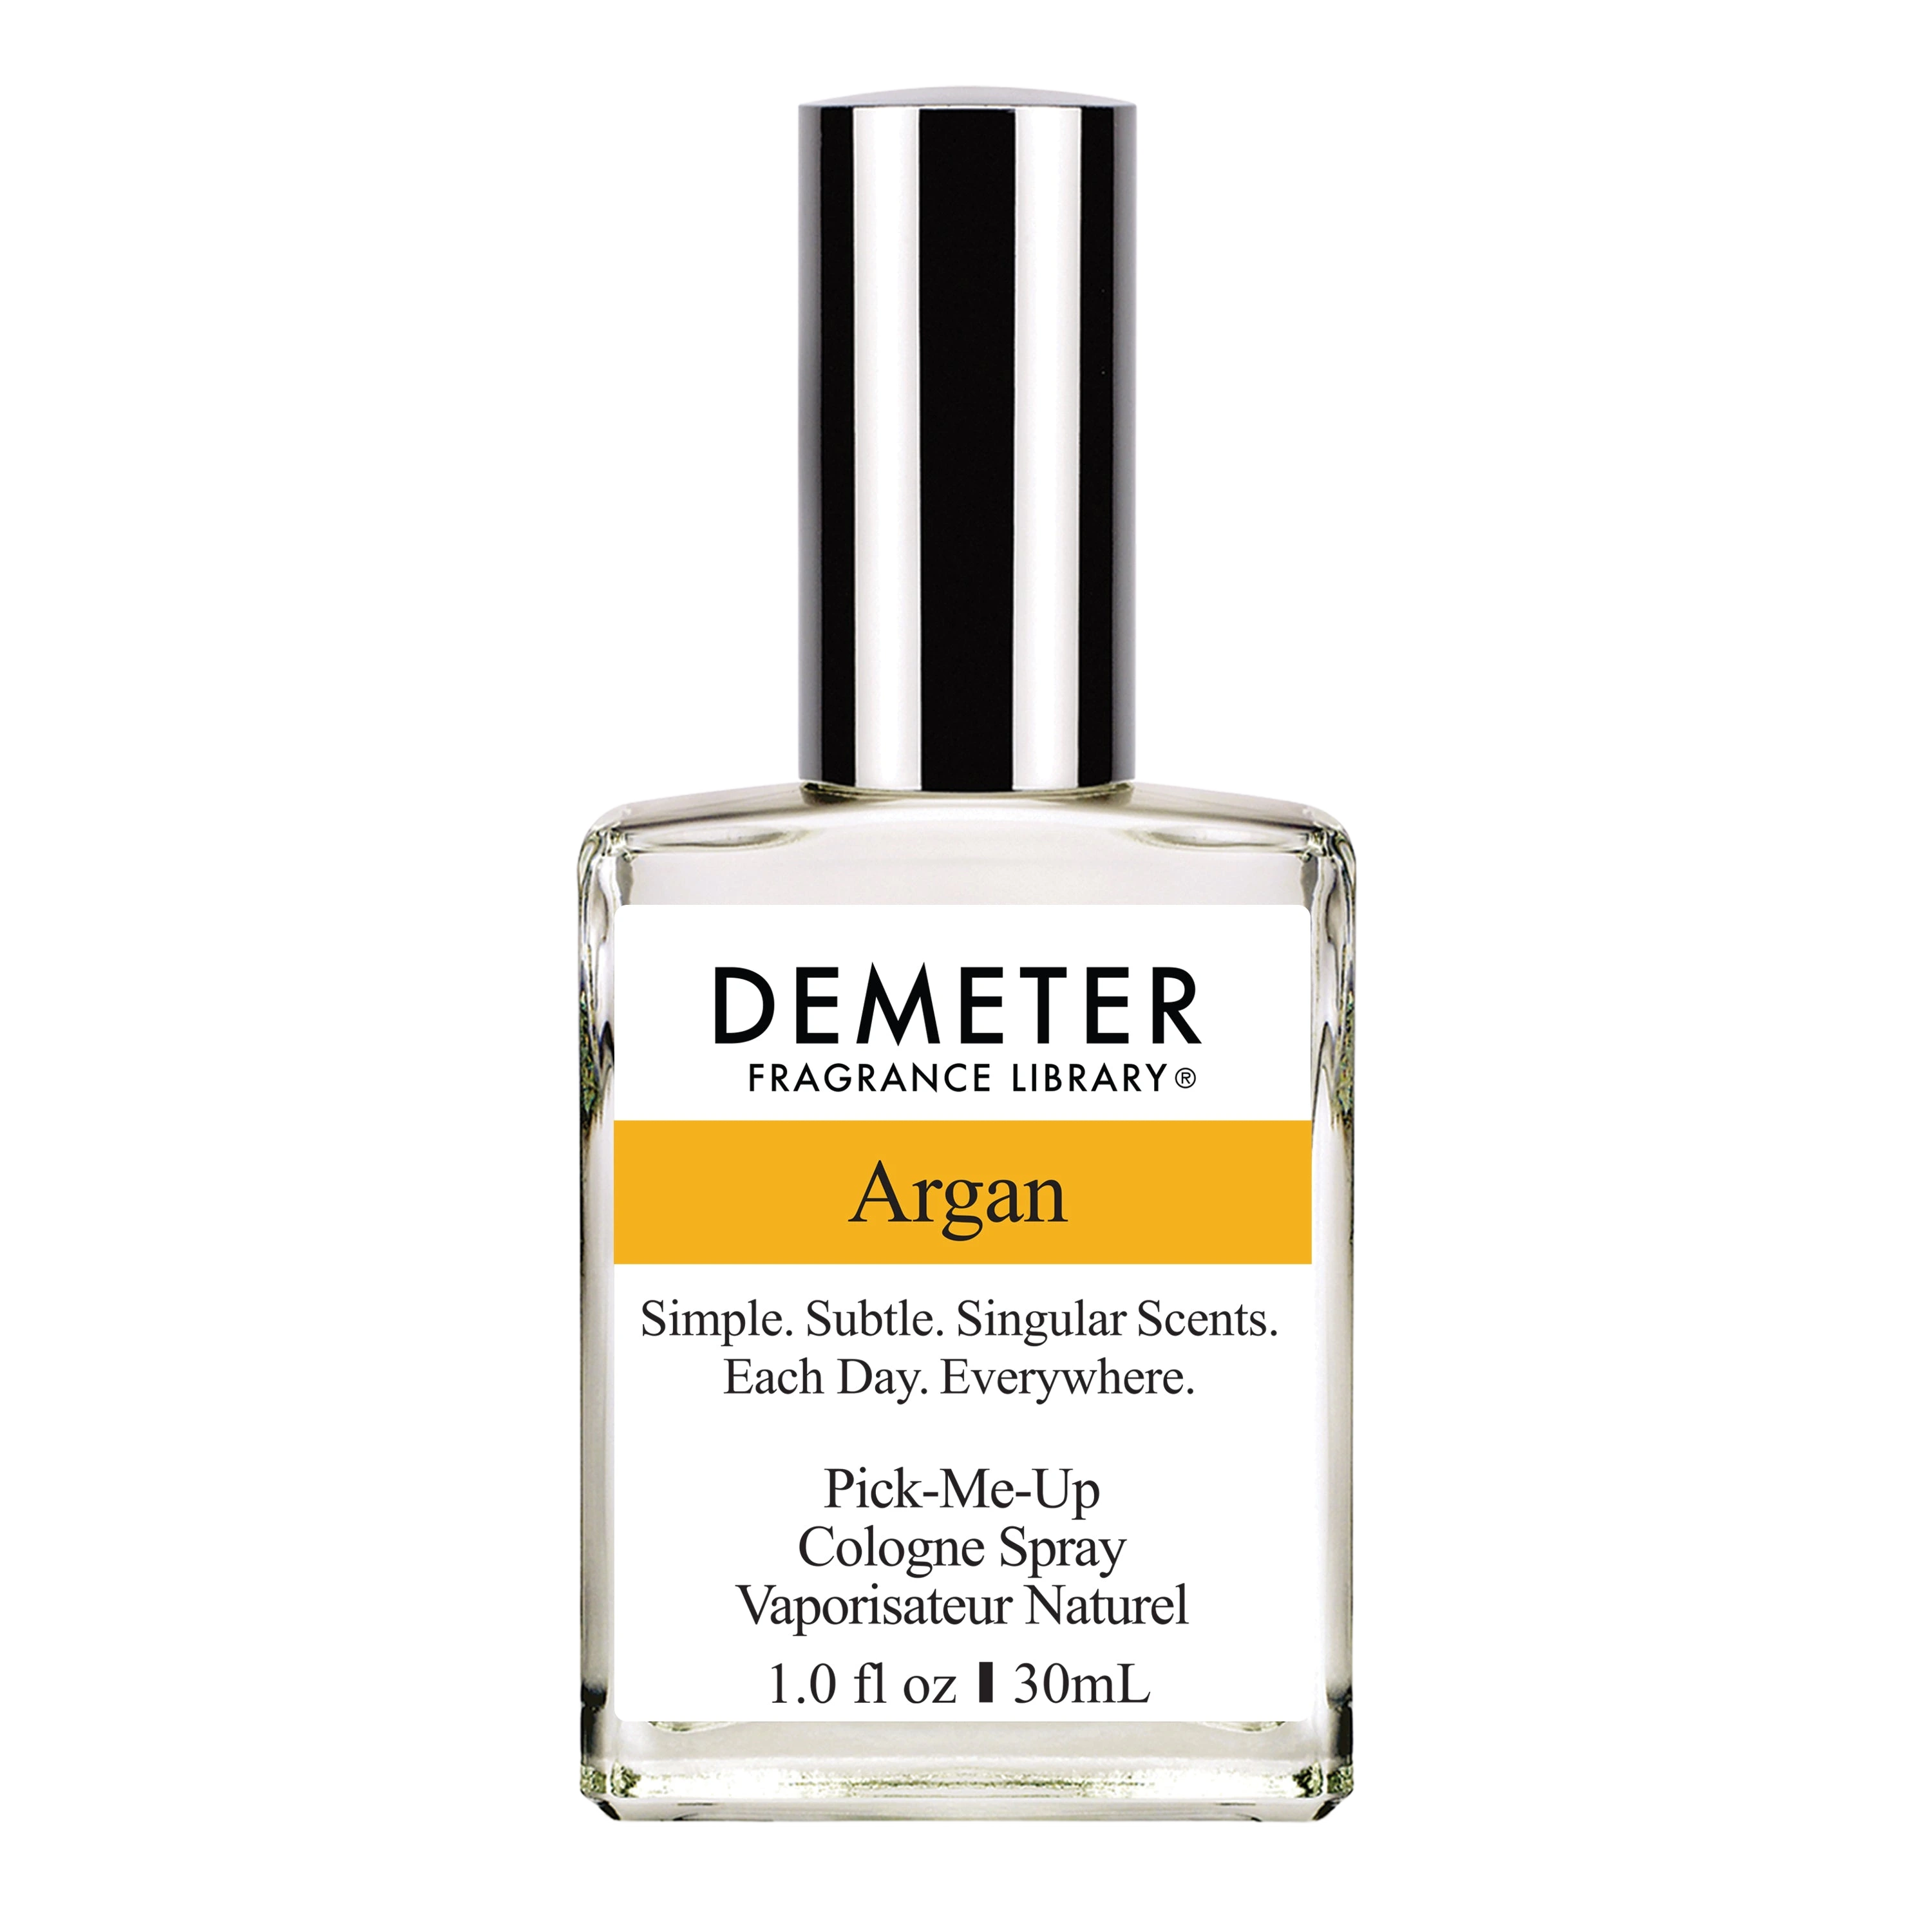 DEMETER
FRAGRANCE LIBRARY®
Argan
Simple. Subtle. Singular Scents.
Each Day. Everywhere.
Pick-Me-Up
Cologne Spray
Vaporisateur Naturel
1.0 fl oz ❚ 30mL